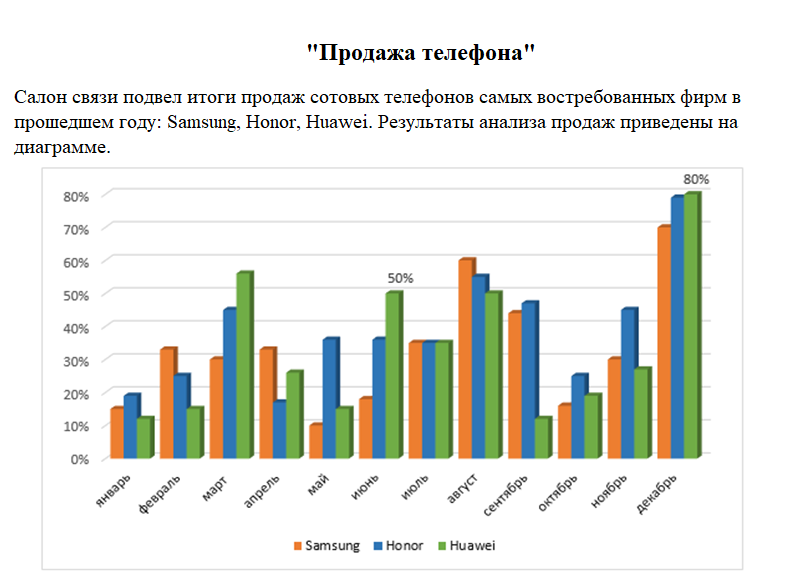 "Продажа телефона"
Салон связи подвел итоги продаж сотовых телефонов самых востребованных фирм в
прошедшем году: Samsung, Honor, Huawei. Результаты анализа продаж приведены на
диаграмме.
80%
80%
70%
60%
50%
50%
40%
30%
20%
10%
0%
январь февраль март апрель май июнь июль август сентябрь октябрь ноябрь декабрь
Samsung Honor Huawei